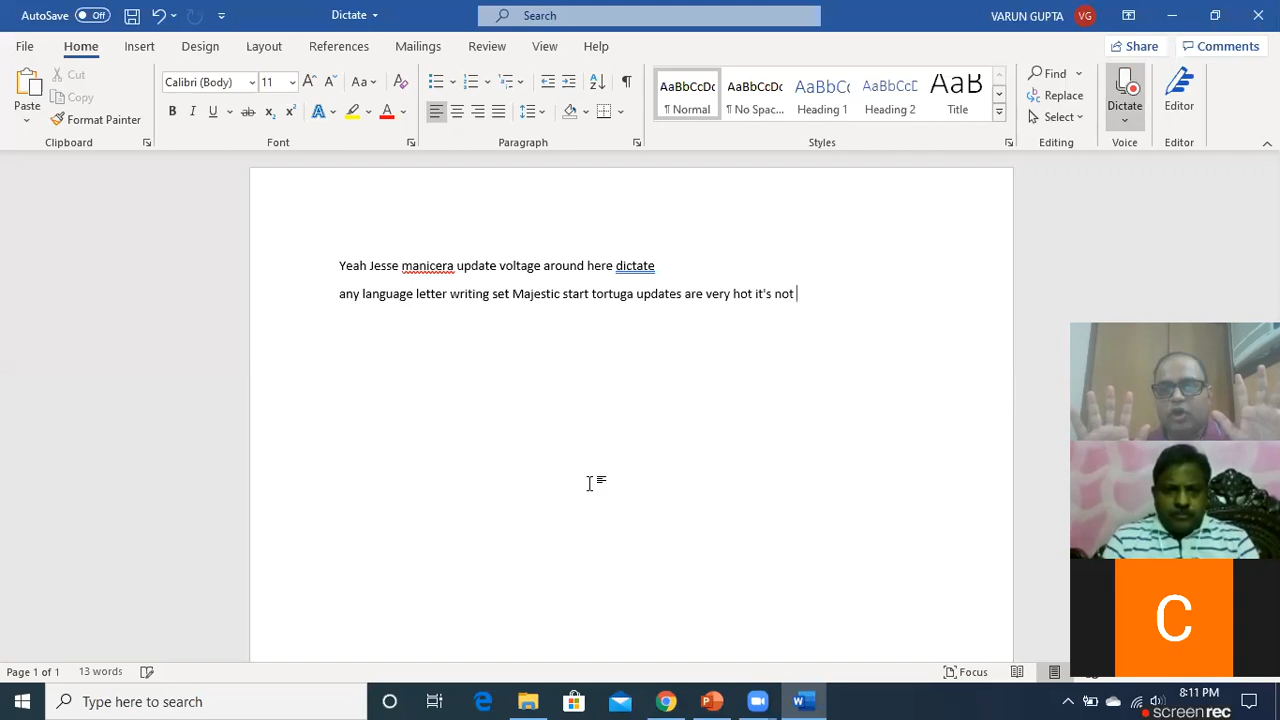 AutoSave Off Dictate Search VARUN GUPTA VG
File Home Insert Design Layout References Mailings Review View Help Share Comments
Paste Cut Copy Format Painter Clipboard
Calibri (Body) 11 Aa Font
Paragraph
AaBbCcDc Normal AaBbCcDc No Spac... AaBbCc Heading 1 AaBbCcE Heading 2 AaB Title Styles
Find Replace Select Editing
Dictate Voice
Editor Editor
Yeah Jesse manicera update voltage around here dictate
any language letter writing set Majestic start tortuga updates are very hot it's not
C
Page 1 of 1 13 words Focus
Type here to search 8:11 PM
screenrec